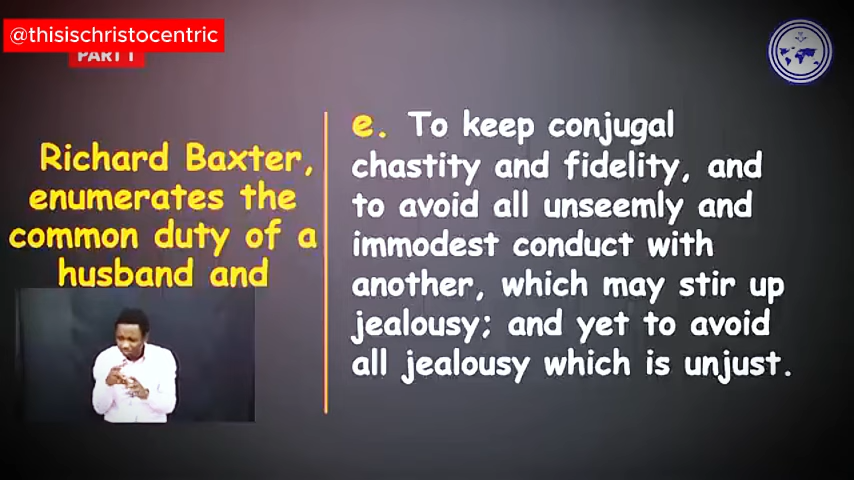 @thisischristocentric
PART 1
Richard Baxter,
enumerates the
common duty of a
husband and
e. To keep conjugal
chastity and fidelity, and
to avoid all unseemly and
immodest conduct with
another, which may stir up
jealousy; and yet to avoid
all jealousy which is unjust.